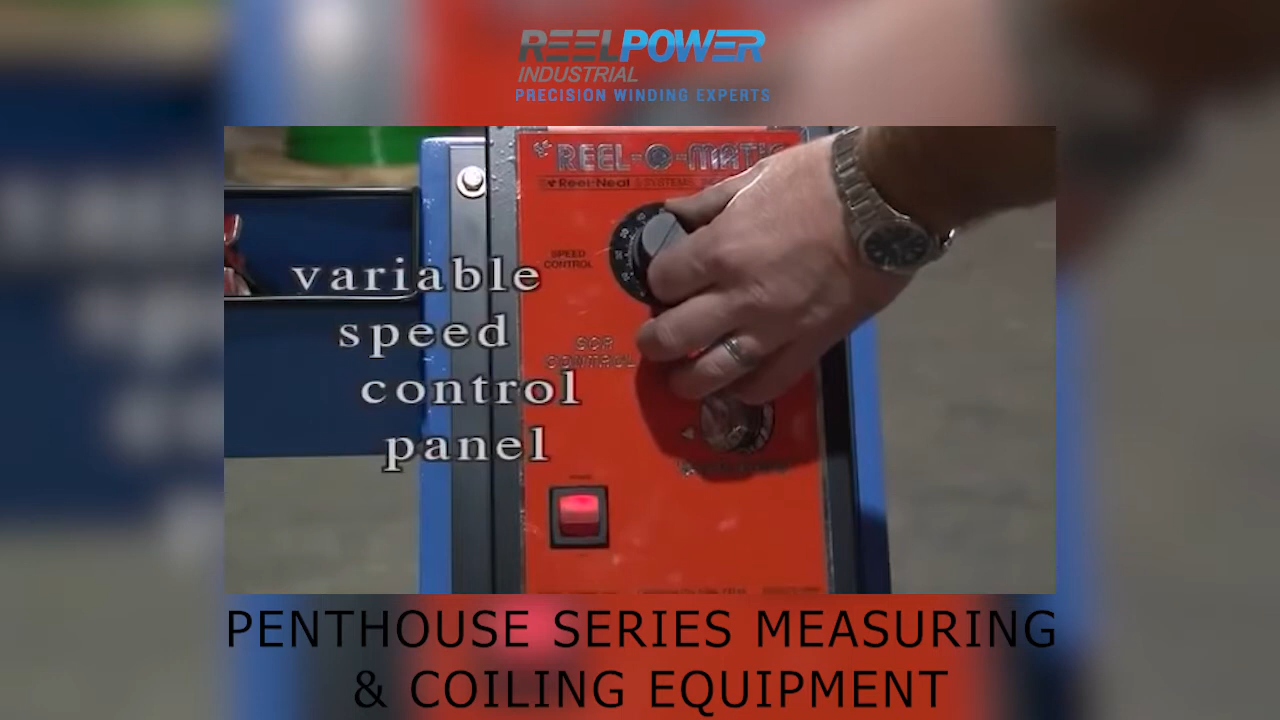 REELPOWER
INDUSTRIAL
PRECISION WINDING EXPERTS
REEL-O-MATIC
Reel-Neat SYSTEMS
SPEED
CONTROL
variable
speed
control
panel
SCR
CONTROL
PENTHOUSE SERIES MEASURING
& COILING EQUIPMENT